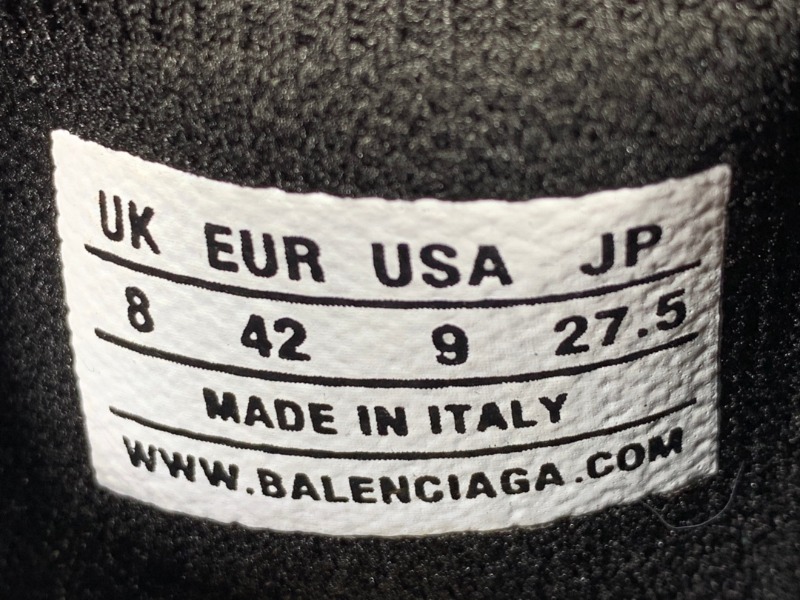 UK EUR USA JP
8 42 9 27.5
MADE IN ITALY
WWW.BALENCIAGA.COM